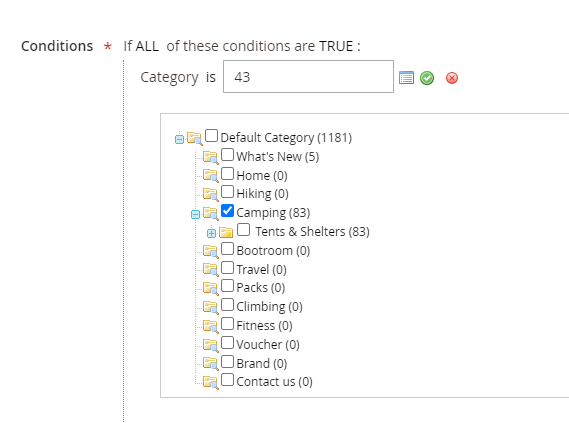 Conditions * If ALL of these conditions are TRUE :
Category is 43
Default Category (1181)
What's New (5)
Home (0)
Hiking (0)
Camping (83)
Tents & Shelters (83)
Bootroom (0)
Travel (0)
Packs (0)
Climbing (0)
Fitness (0)
Voucher (0)
Brand (0)
Contact us (0)